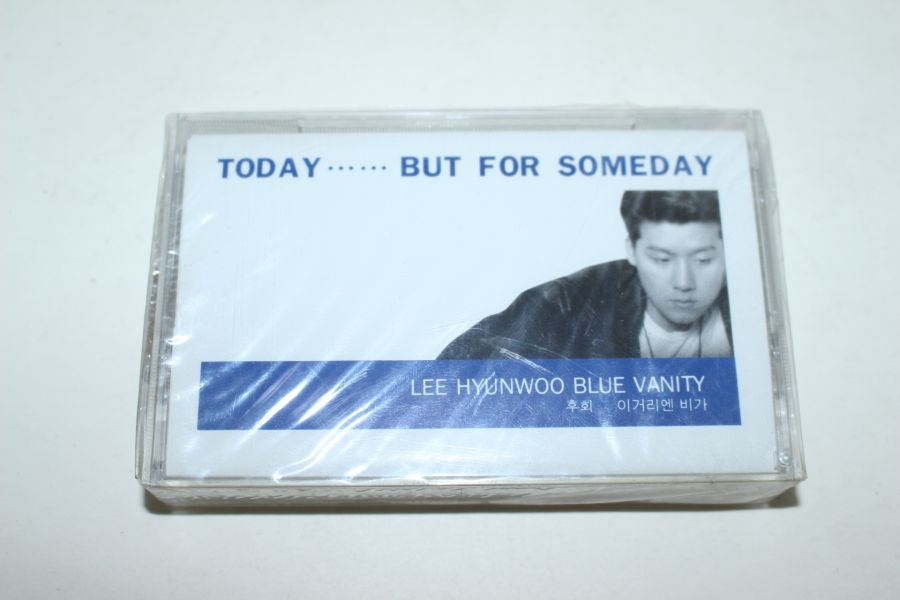 TODAY······ BUT FOR SOMEDAY
LEE HYUNWOO BLUE VANITY
후회 이거리엔 비가